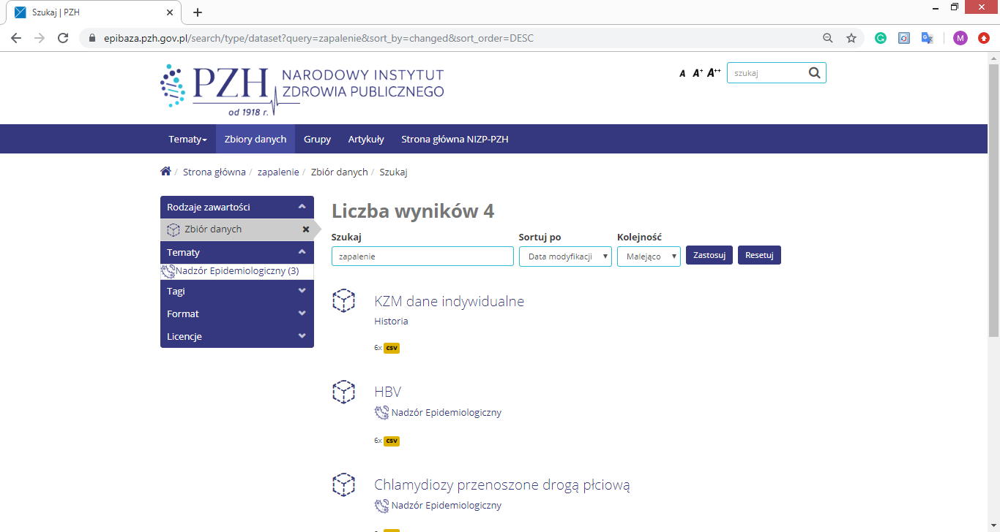 Szukaj | PZH
epibaza.pzh.gov.pl/search/type/dataset?query=zapalenie&sort_by=changed&sort_order=DESC
M
PZH NARODOWY INSTYTUT
ZDROWIA PUBLICZNEGO
od 1918 r.
A A+ A++ szukaj
Tematy Zbiory danych Grupy Artykuły Strona główna NIZP-PZH
/ Strona główna / zapalenie / Zbiór danych / Szukaj
Rodzaje zawartości
Zbiór danych
Tematy
Nadzór Epidemiologiczny (3)
Tagi
Format
Licencje
Liczba wyników 4
Szukaj Sortuj po Kolejność
zapalenie Data modyfikacji Malejąco Zastosuj Resetuj
KZM dane indywidualne
Historia
6x csv
HBV
Nadzór Epidemiologiczny
6x csv
Chlamydiozy przenoszone drogą płciową
Nadzór Epidemiologiczny